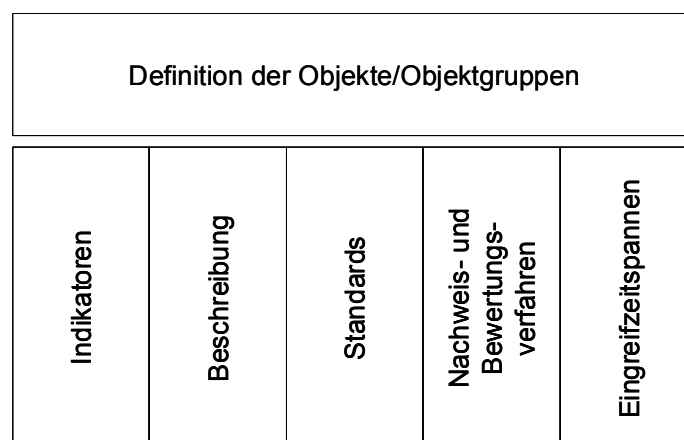 Definition der Objekte/Objektgruppen
Indikatoren
Beschreibung
Standards
Nachweis- und
Bewertungs-
verfahren
Eingreifzeitspannen